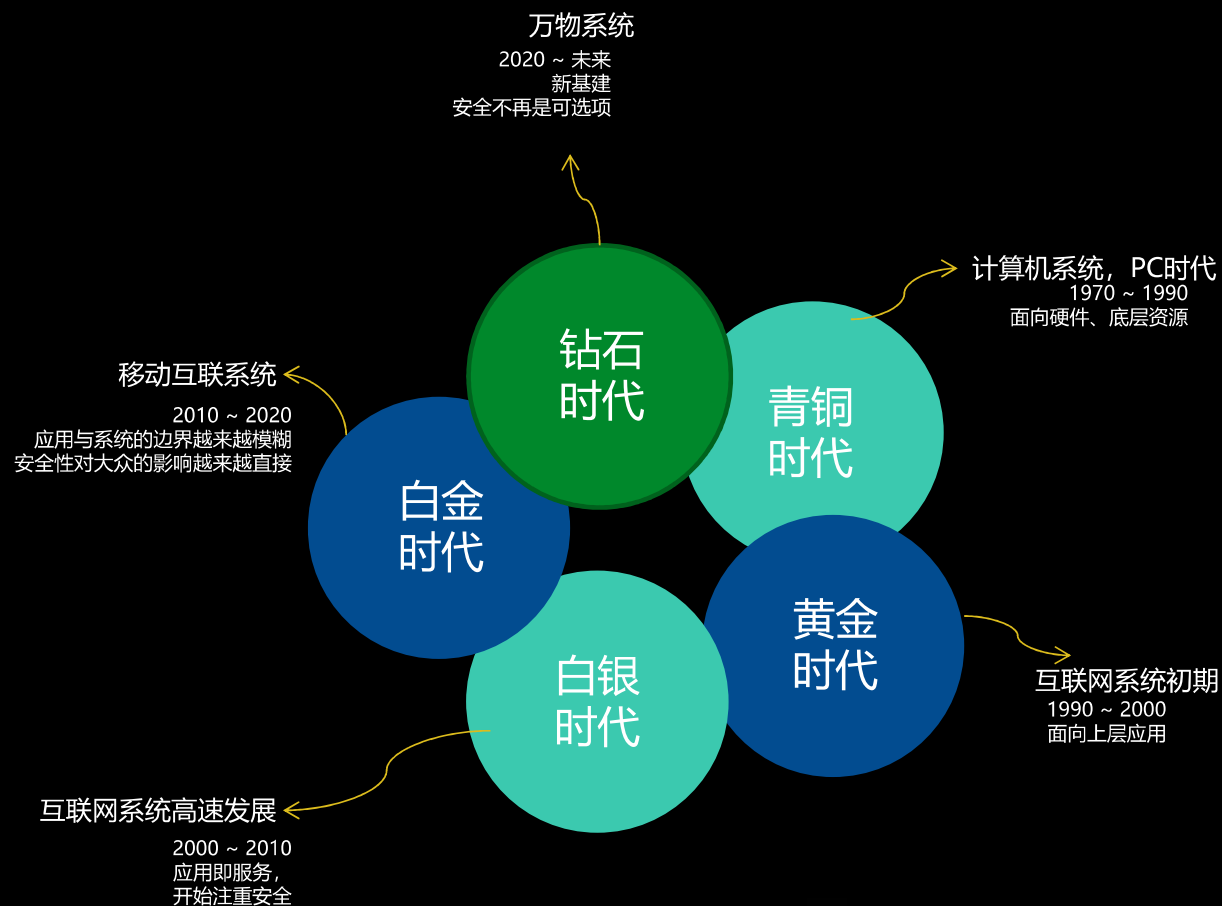 万物系统
2020 ~ 未来
新基建
安全不再是可选项
计算机系统，PC时代
1970 ~ 1990
面向硬件、底层资源
钻石
时代
青铜
时代
移动互联系统
2010 ~ 2020
应用与系统的边界越来越模糊
安全性对大众的影响越来越直接
白金
时代
黄金
时代
互联网系统初期
1990 ~ 2000
面向上层应用
白银
时代
互联网系统高速发展
2000 ~ 2010
应用即服务，
开始注重安全